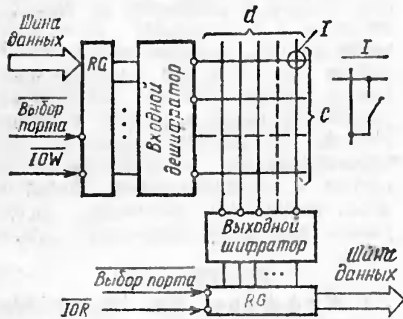 d
I
Шина
данных
RG
Входной
дешифратор
C
I
Выбор
порта
IOW
Выходной
шифратор
Шина
данных
Выбор порта
RG
IOR